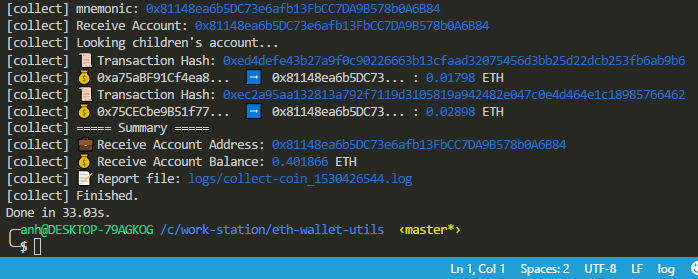 [collect] mnemonic: 0x81148ea6b5DC73e6afb13FbCC7DA9B578b0A6B84
[collect] Receive Account: 0x81148ea6b5DC73e6afb13FbCC7DA9B578b0A6B84
[collect] Looking children's account...
[collect] 📜 Transaction Hash: 0xed4defe43b27a9f0c90226663b13cfaad32075456d3bb25d22dcb253fb6ab9b6
[collect] 💰 0xa75aBF91Cf4ea8... ➡ 0x81148ea6b5DC73... : 0.01798 ETH
[collect] 📜 Transaction Hash: 0xec2a95aa132813a792f7119d3105819a942482e047c0e4d464e1c18985766462
[collect] 💰 0x75CECbe9B51f77... ➡ 0x81148ea6b5DC73... : 0.02898 ETH
[collect] ===== Summary =====
[collect] 💼 Receive Account Address: 0x81148ea6b5DC73e6afb13FbCC7DA9B578b0A6B84
[collect] 💰 Receive Account Balance: 0.401866 ETH
[collect] 📝 Report file: logs/collect-coin_1530426544.log
[collect] Finished.
Done in 33.03s.
╭─anh@DESKTOP-79AGKOG /c/work-station/eth-wallet-utils ‹master*›
╰─$
Ln 1, Col 1 Spaces: 2 UTF-8 LF log